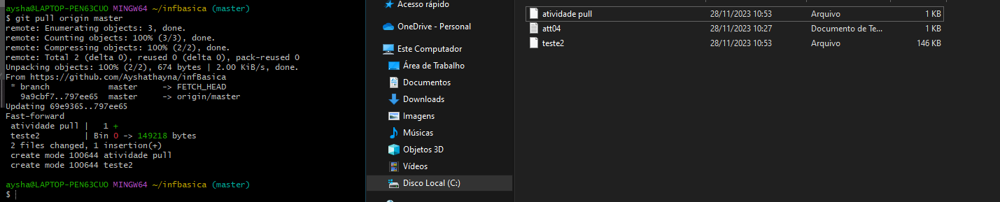 aysha@LAPTOP-PEN63CUO MINGW64 ~/infbasica (master)
$ git pull origin master
remote: Enumerating objects: 3, done.
remote: Counting objects: 100% (3/3), done.
remote: Compressing objects: 100% (2/2), done.
remote: Total 2 (delta 0), reused 0 (delta 0), pack-reused 0
Unpacking objects: 100% (2/2), 674 bytes | 2.00 KiB/s, done.
From https://github.com/Ayshathayna/infBasica
 * branch            master     -> FETCH_HEAD
   9a9cbf7..797ee65  master     -> origin/master
Updating 69e9365..797ee65
Fast-forward
 atividade pull |   1 +
 teste2         | Bin 0 -> 149218 bytes
 2 files changed, 1 insertion(+)
 create mode 100644 atividade pull
 create mode 100644 teste2
aysha@LAPTOP-PEN63CUO MINGW64 ~/infbasica (master)
$
Acesso rápido
OneDrive - Personal
Este Computador
Área de Trabalho
Documentos
Downloads
Imagens
Músicas
Objetos 3D
Vídeos
Disco Local (C:)
atividade pull 28/11/2023 10:53 Arquivo 1 KB
att04 28/11/2023 10:27 Documento de Te... 1 KB
teste2 28/11/2023 10:53 Arquivo 146 KB